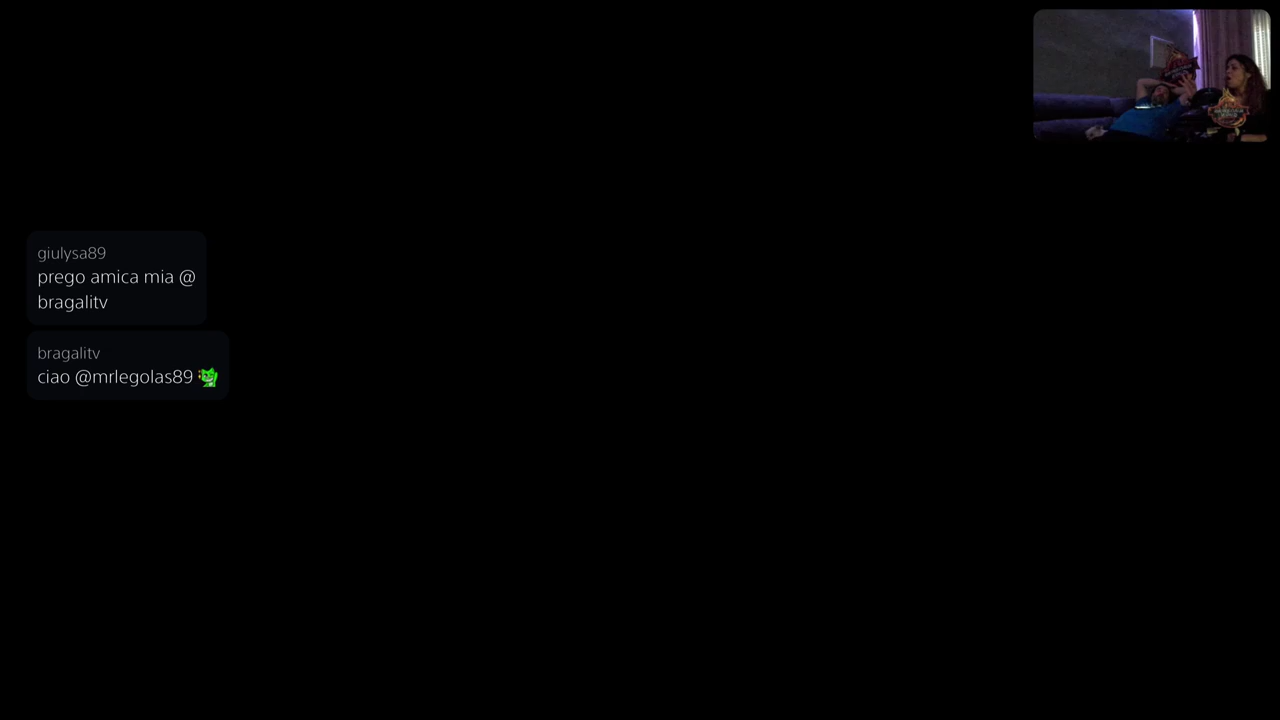 giulysa89
prego amica mia @
bragalitv
bragalitv
ciao @mrlegolas89